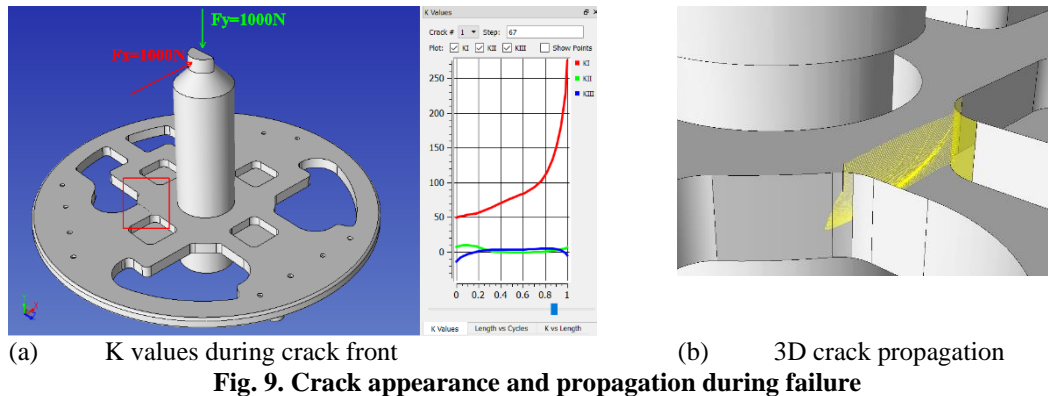 Fy=1000N
Fx=1000N
K Values
Crack # 1 Step: 67
Plot: KI KII KIII Show Points
KI
KII
KIII
250
200
150
100
50
0
0 0.2 0.4 0.6 0.8 1
K Values Length vs Cycles K vs Length
(a) K values during crack front
(b) 3D crack propagation
Fig. 9. Crack appearance and propagation during failure